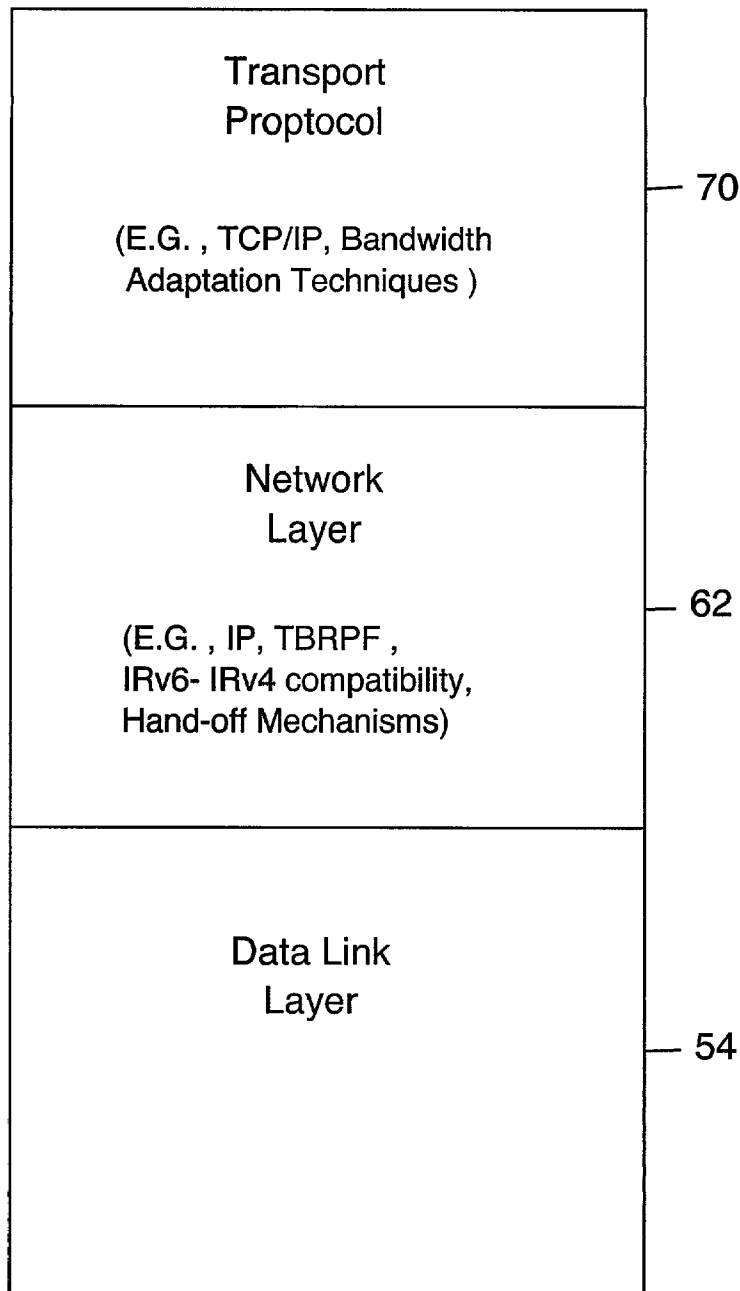 Transport
Proptocol
70
(E.G. , TCP/IP, Bandwidth
Adaptation Techniques )
Network
Layer
62
(E.G. , IP, TBRPF ,
IRv6- IRv4 compatibility,
Hand-off Mechanisms)
Data Link
Layer
54